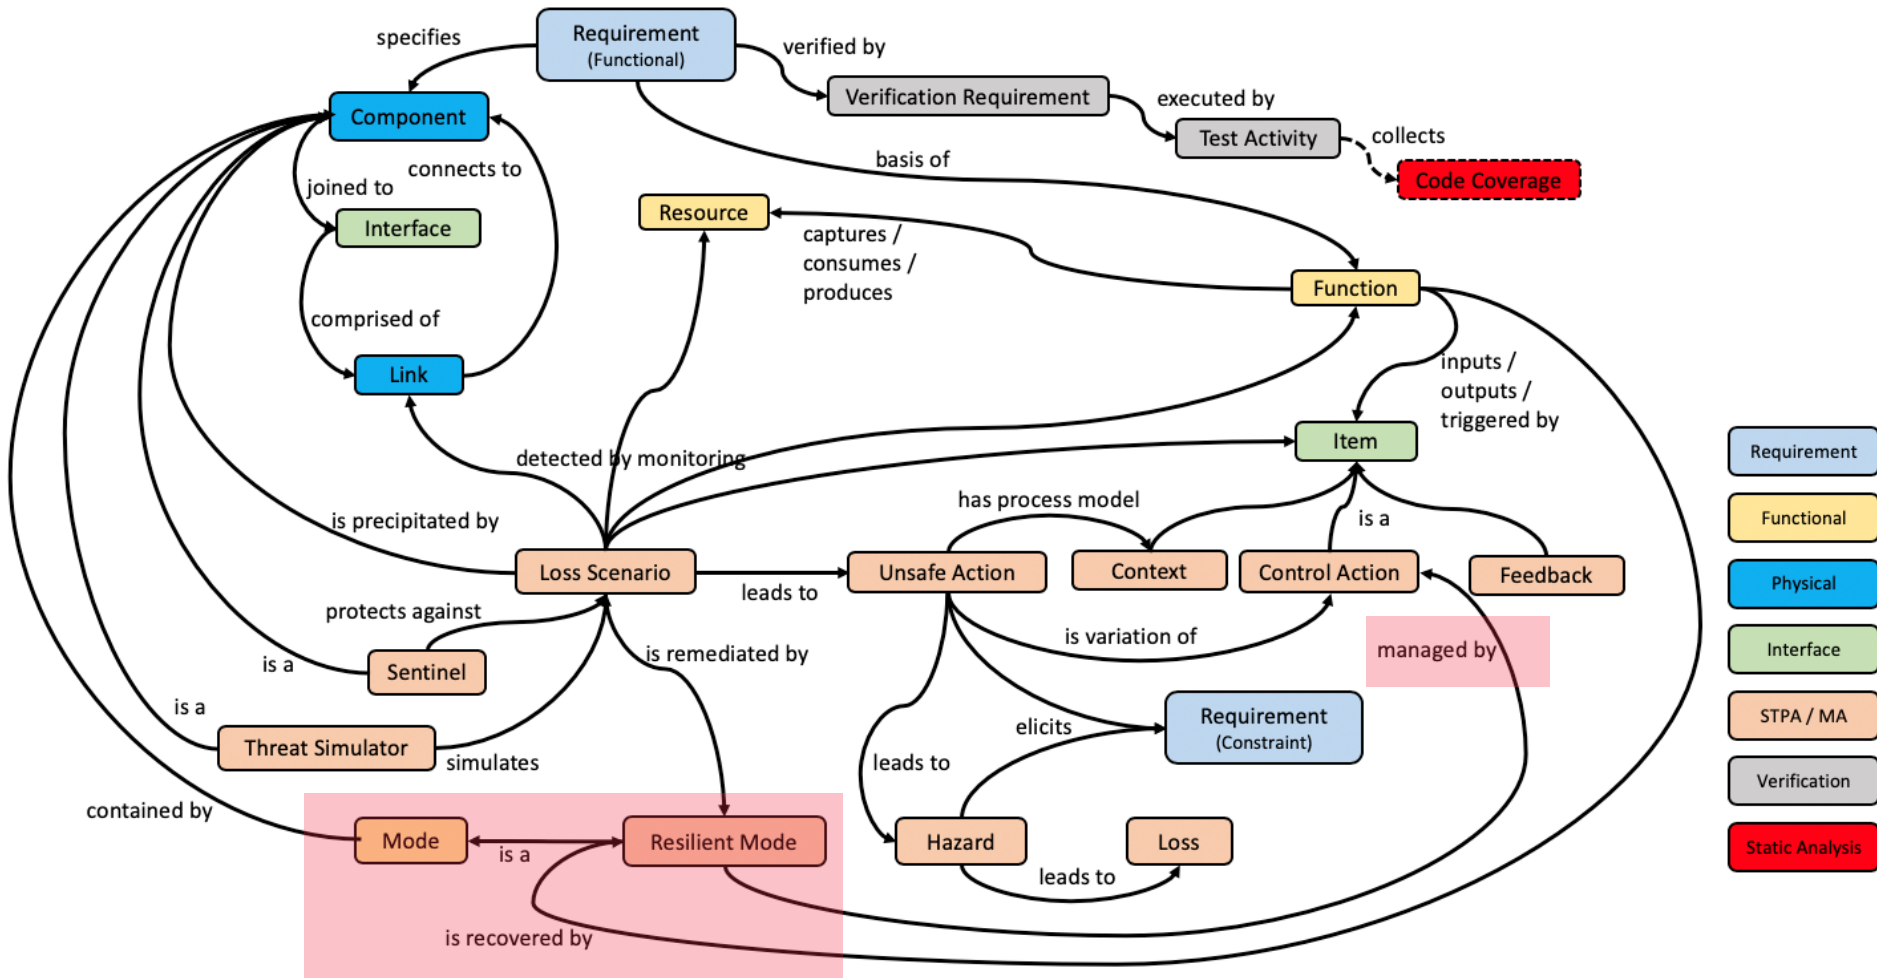 Requirement
(Functional)
specifies
verified by
Verification Requirement
executed by
Component
Test Activity
collects
basis of
connects to
Code Coverage
joined to
Resource
Interface
captures /
consumes /
produces
Function
comprised of
Link
inputs /
outputs /
triggered by
Item
Requirement
detected by monitoring
has process model
is precipitated by
is a
Functional
Loss Scenario
Unsafe Action
Context
Control Action
Feedback
Physical
leads to
protects against
is variation of
managed by
Interface
is remediated by
is a
Sentinel
is a
Requirement
(Constraint)
STPA / MA
elicits
Threat Simulator
simulates
leads to
Verification
contained by
Mode
is a
Resilient Mode
Hazard
Loss
Static Analysis
leads to
is recovered by